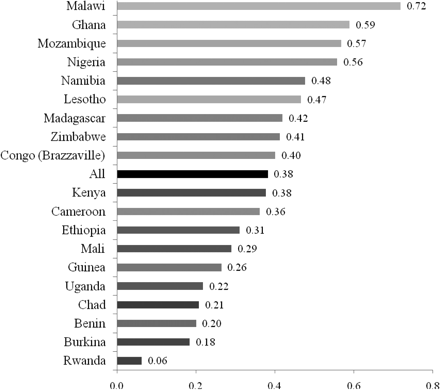 Malawi 0.72
Ghana 0.59
Mozambique 0.57
Nigeria 0.56
Namibia 0.48
Lesotho 0.47
Madagascar 0.42
Zimbabwe 0.41
Congo (Brazzaville) 0.40
All 0.38
Kenya 0.38
Cameroon 0.36
Ethiopia 0.31
Mali 0.29
Guinea 0.26
Uganda 0.22
Chad 0.21
Benin 0.20
Burkina 0.18
Rwanda 0.06
0.0 0.2 0.4 0.6 0.8